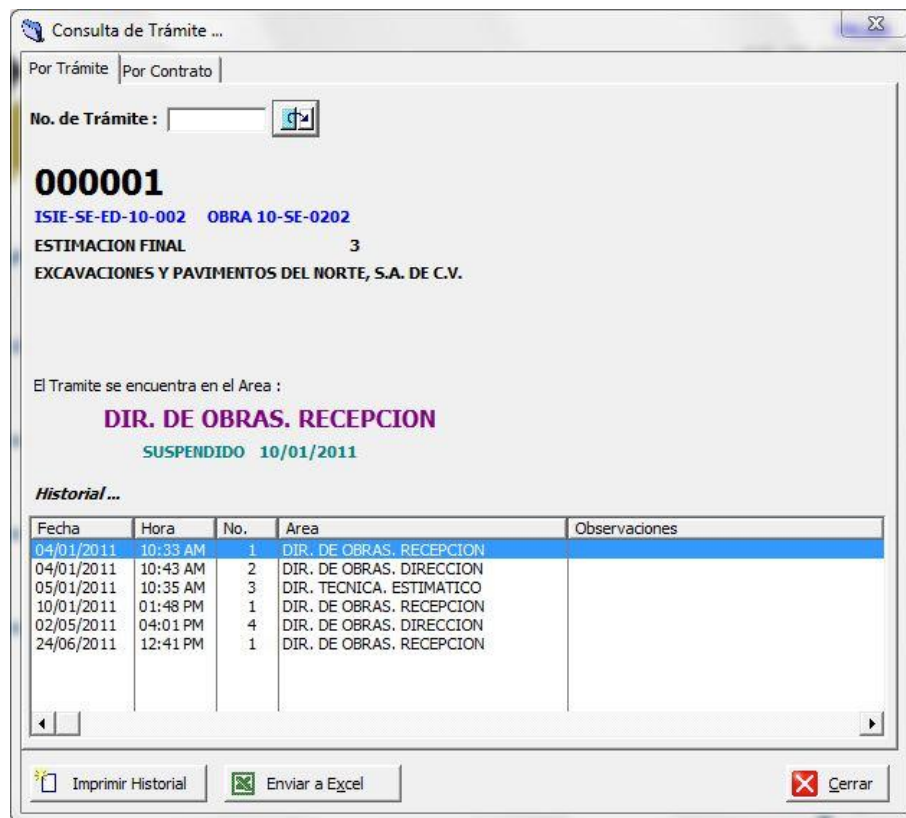 Consulta de Trámite ...
Por Trámite Por Contrato
No. de Trámite :
000001
ISIE-SE-ED-10-002 OBRA 10-SE-0202
ESTIMACION FINAL 3
EXCAVACIONES Y PAVIMENTOS DEL NORTE, S.A. DE C.V.
El Tramite se encuentra en el Area :
DIR. DE OBRAS. RECEPCION
SUSPENDIDO 10/01/2011
Historial ...
Fecha Hora No. Area Observaciones
04/01/2011 10:33 AM 1 DIR. DE OBRAS. RECEPCION
04/01/2011 10:43 AM 2 DIR. DE OBRAS. DIRECCION
05/01/2011 10:35 AM 3 DIR. TECNICA. ESTIMATICO
10/01/2011 01:48 PM 1 DIR. DE OBRAS. RECEPCION
02/05/2011 04:01 PM 4 DIR. DE OBRAS. DIRECCION
24/06/2011 12:41 PM 1 DIR. DE OBRAS. RECEPCION
Imprimir Historial Enviar a Excel Cerrar